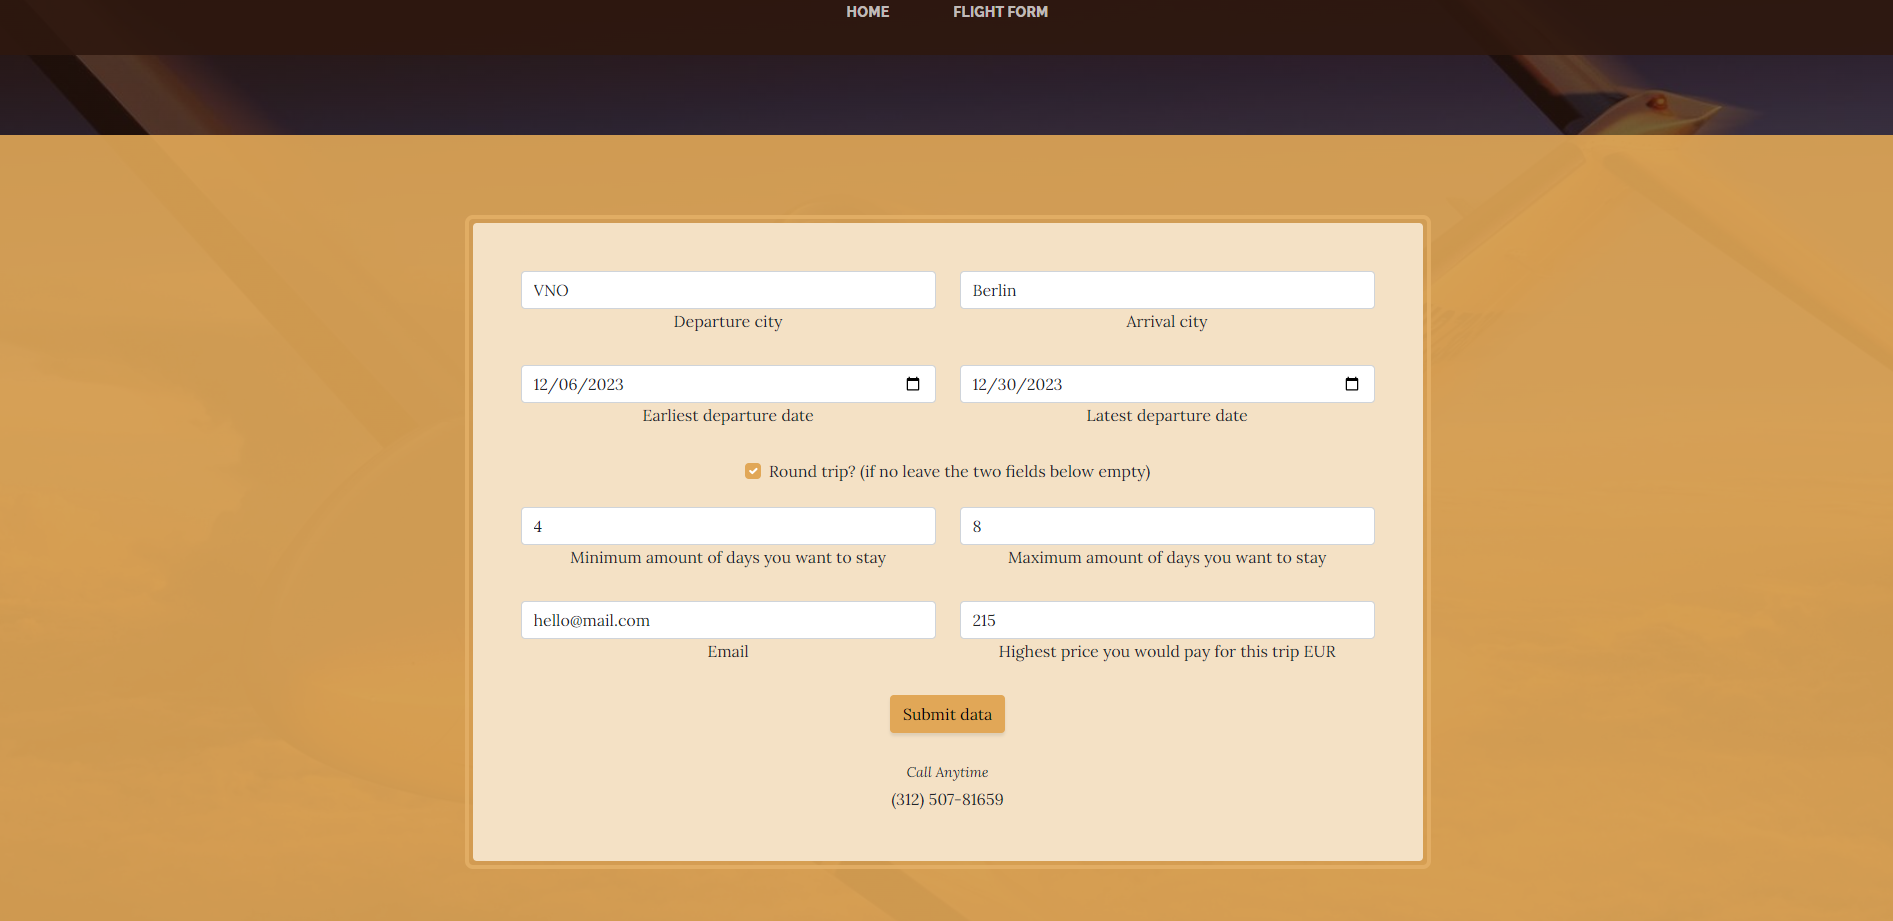 HOME FLIGHT FORM
VNO Berlin
Departure city Arrival city
12/06/2023 12/30/2023
Earliest departure date Latest departure date
Round trip? (if no leave the two fields below empty)
4 8
Minimum amount of days you want to stay Maximum amount of days you want to stay
hello@mail.com 215
Email Highest price you would pay for this trip EUR
Submit data
Call Anytime
(312) 507-81659